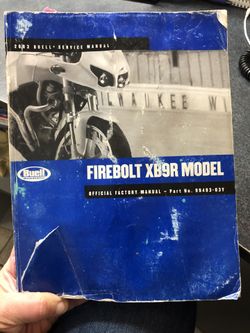 2003 BUELL® SERVICE MANUAL
MILWAUKEE WI
Buell
FIREBOLT XB9R MODEL
OFFICIAL FACTORY MANUAL – Part No. 99493-03Y